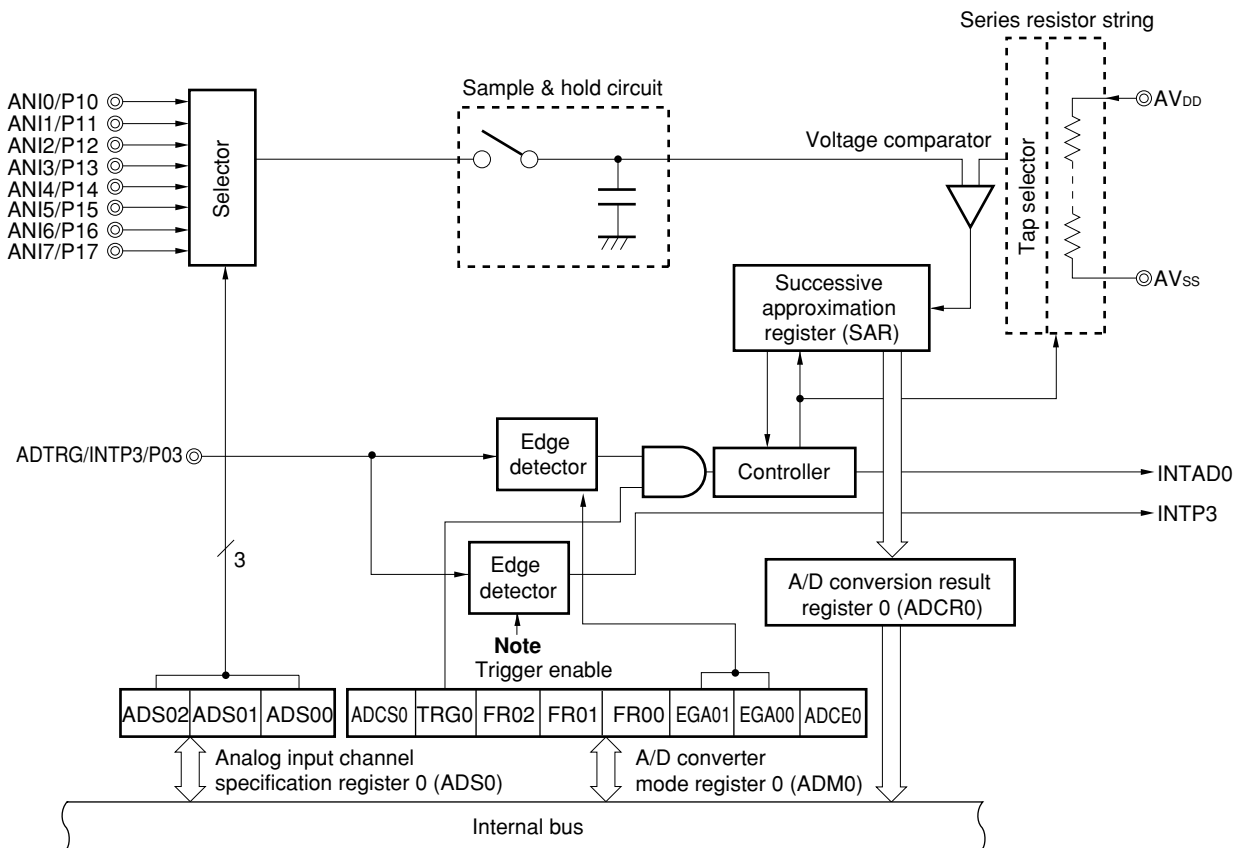 Series resistor string
Sample & hold circuit
ANI0/P10
ANI1/P11
ANI2/P12
ANI3/P13
ANI4/P14
ANI5/P15
ANI6/P16
ANI7/P17
Selector
Voltage comparator
Tap selector
AVDD
AVSS
Successive
approximation
register (SAR)
ADTRG/INTP3/P03
Edge
detector
Controller
INTAD0
INTP3
3
Edge
detector
A/D conversion result
register 0 (ADCR0)
Note
Trigger enable
ADS02 ADS01 ADS00
ADCS0 TRG0 FR02 FR01 FR00 EGA01 EGA00 ADCE0
Analog input channel
specification register 0 (ADS0)
A/D converter
mode register 0 (ADM0)
Internal bus